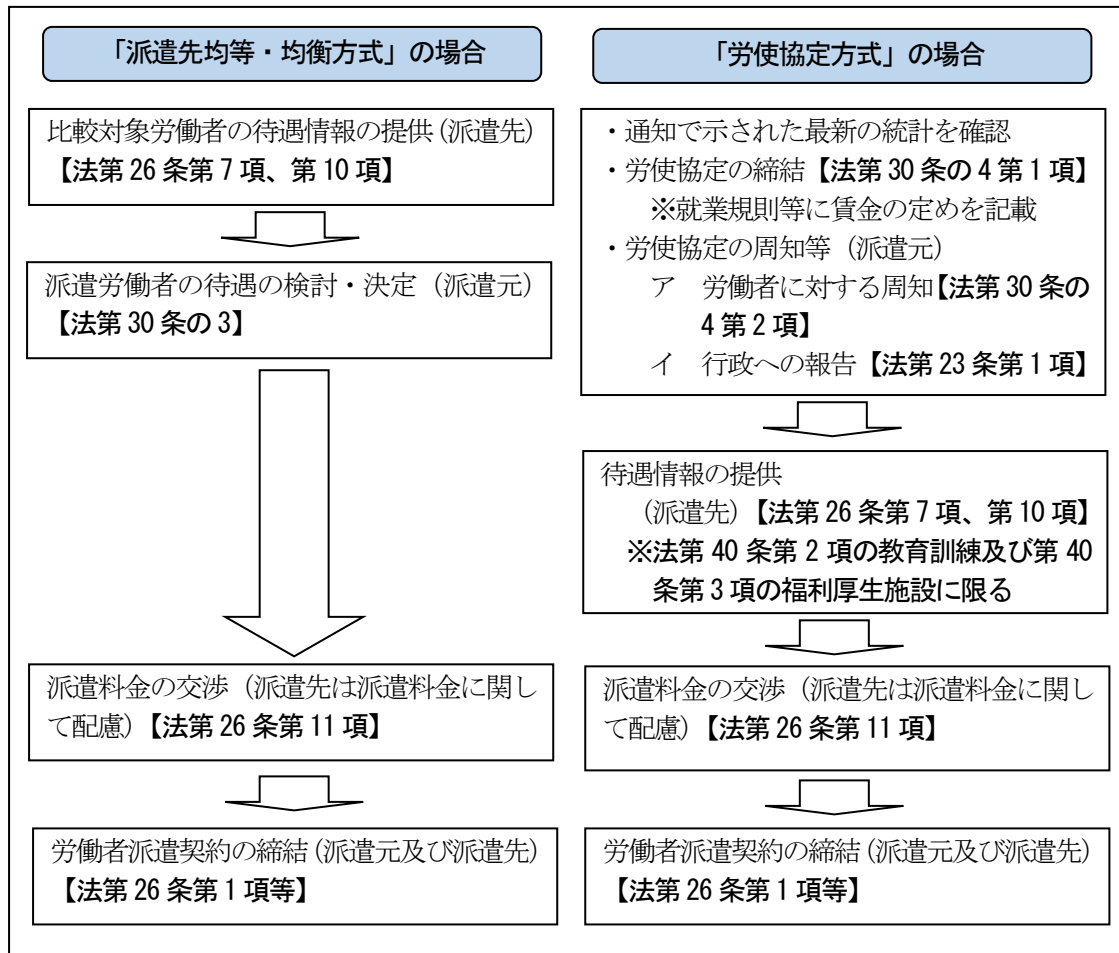 「派遣先均等・均衡方式」の場合
比較対象労働者の待遇情報の提供（派遣先）
【法第 26 条第 7 項、第 10 項】
派遣労働者の待遇の検討・決定（派遣元）
【法第 30 条の 3】
派遣料金の交渉（派遣先は派遣料金に関し
て配慮）【法第 26 条第 11 項】
労働者派遣契約の締結（派遣元及び派遣先）
【法第 26 条第 1 項等】
「労使協定方式」の場合
・通知で示された最新の統計を確認
・労使協定の締結【法第 30 条の 4 第 1 項】
※就業規則等に賃金の定めを記載
・労使協定の周知等（派遣元）
ア　労働者に対する周知【法第 30 条の
4 第 2 項】
イ　行政への報告【法第 23 条第 1 項】
待遇情報の提供
（派遣先）【法第 26 条第 7 項、第 10 項】
※法第 40 条第 2 項の教育訓練及び第 40
条第 3 項の福利厚生施設に限る
派遣料金の交渉（派遣先は派遣料金に関し
て配慮）【法第 26 条第 11 項】
労働者派遣契約の締結（派遣元及び派遣先）
【法第 26 条第 1 項等】